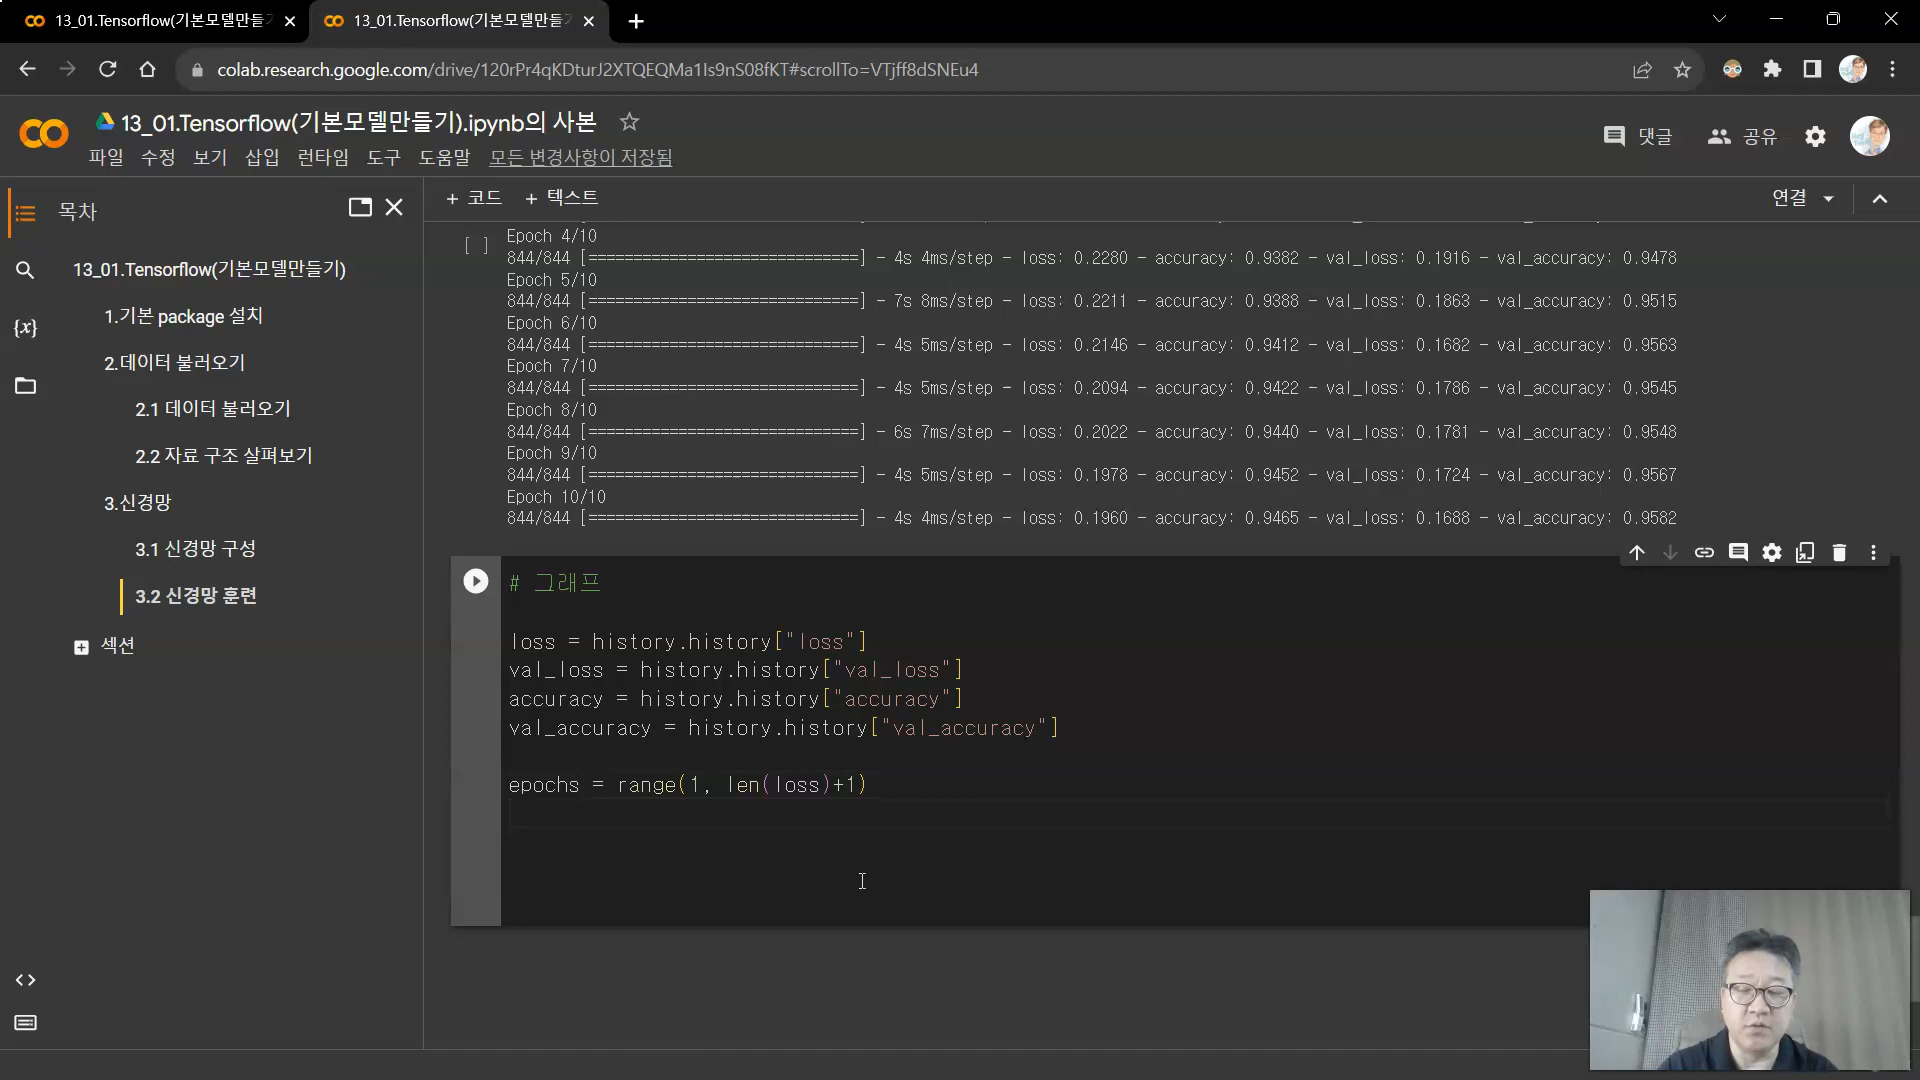 13_01.Tensorflow(기본모델만들기
13_01.Tensorflow(기본모델만들기
colab.research.google.com/drive/120rPr4qKDturJ2XTQEQMa1Is9nS08fKT#scrollTo=VTjff8dSNEu4
13_01.Tensorflow(기본모델만들기).ipynb의 사본
댓글
공유
파일 수정 보기 삽입 런타임 도구 도움말 모든 변경사항이 저장됨
목차
+ 코드 + 텍스트
연결
13_01.Tensorflow(기본모델만들기)
1.기본 package 설치
2.데이터 불러오기
2.1 데이터 불러오기
2.2 자료 구조 살펴보기
3.신경망
3.1 신경망 구성
3.2 신경망 훈련
섹션
{x}
[ ]
Epoch 4/10
844/844 [==============================] - 4s 4ms/step - loss: 0.2280 - accuracy: 0.9382 - val_loss: 0.1916 - val_accuracy: 0.9478
Epoch 5/10
844/844 [==============================] - 7s 8ms/step - loss: 0.2211 - accuracy: 0.9388 - val_loss: 0.1863 - val_accuracy: 0.9515
Epoch 6/10
844/844 [==============================] - 4s 5ms/step - loss: 0.2146 - accuracy: 0.9412 - val_loss: 0.1682 - val_accuracy: 0.9563
Epoch 7/10
844/844 [==============================] - 4s 5ms/step - loss: 0.2094 - accuracy: 0.9422 - val_loss: 0.1786 - val_accuracy: 0.9545
Epoch 8/10
844/844 [==============================] - 6s 7ms/step - loss: 0.2022 - accuracy: 0.9440 - val_loss: 0.1781 - val_accuracy: 0.9548
Epoch 9/10
844/844 [==============================] - 4s 5ms/step - loss: 0.1978 - accuracy: 0.9452 - val_loss: 0.1724 - val_accuracy: 0.9567
Epoch 10/10
844/844 [==============================] - 4s 4ms/step - loss: 0.1960 - accuracy: 0.9465 - val_loss: 0.1688 - val_accuracy: 0.9582
# 그래프
loss = history.history["loss"]
val_loss = history.history["val_loss"]
accuracy = history.history["accuracy"]
val_accuracy = history.history["val_accuracy"]
epochs = range(1, len(loss)+1)